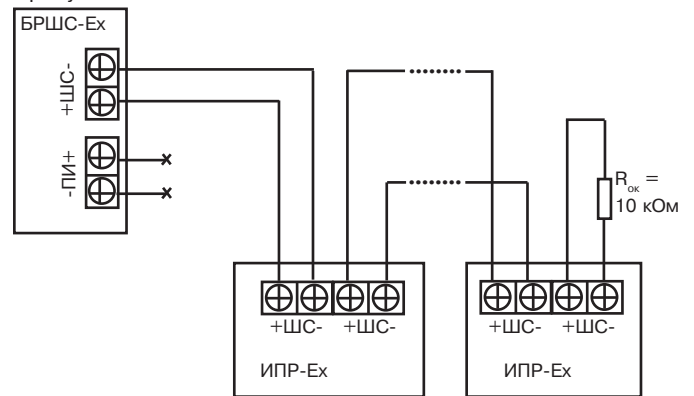 БРШС-Ex
+ШС-
-ПИ+
R ок =
10 кОм
+ШС- +ШС-
ИПР-Ex
+ШС- +ШС-
ИПР-Ex